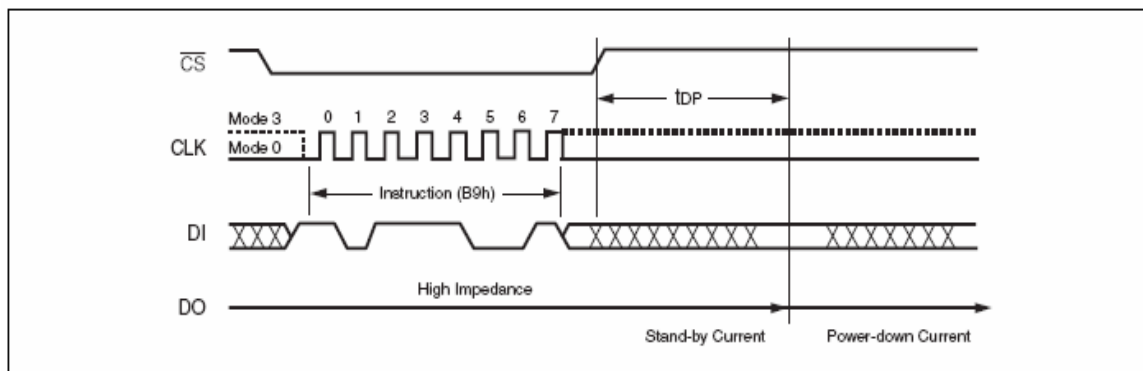 CS
tDP
Mode 3
0 1 2 3 4 5 6 7
CLK
Mode 0
Instruction (B9h)
DI
High Impedance
DO
Stand-by Current
Power-down Current